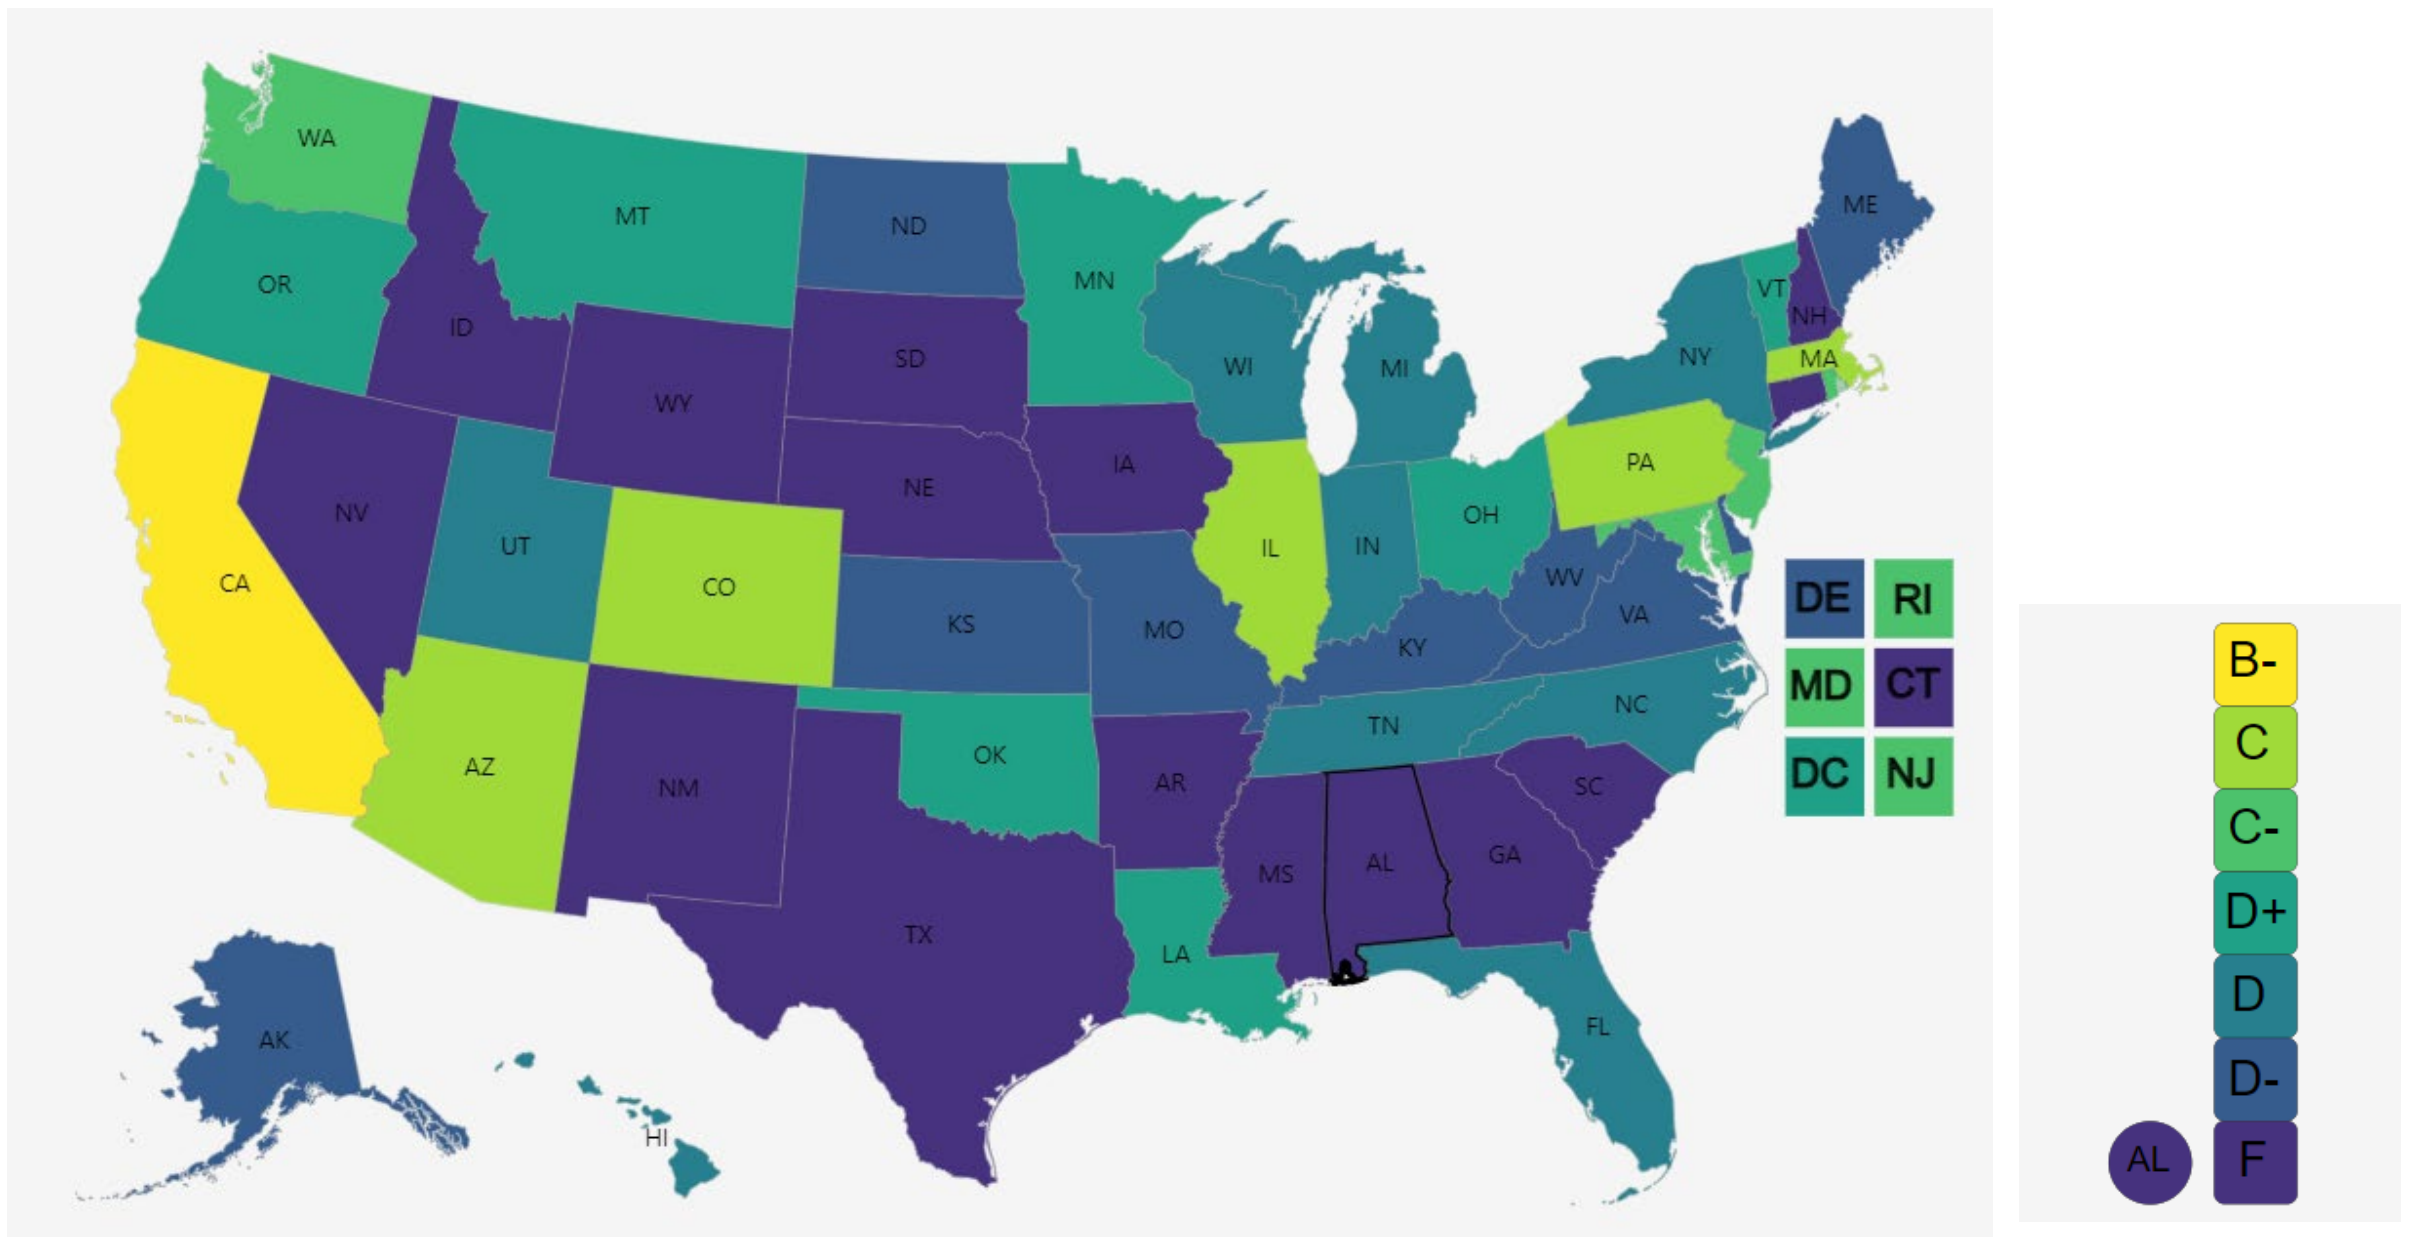 WA
MT
ND
MN
OR
ID
SD
WY
WI
MI
ME
VT
NH
NY
MA
IA
NE
NV
PA
UT
OH
IN
IL
CO
CA
KS
MO
WV
VA
KY
DE RI
MD CT
DC NJ
NC
TN
OK
AZ
NM
AR
SC
GA
AL
MS
TX
LA
FL
AK
HI
B-
C
C-
D+
D
D-
AL F